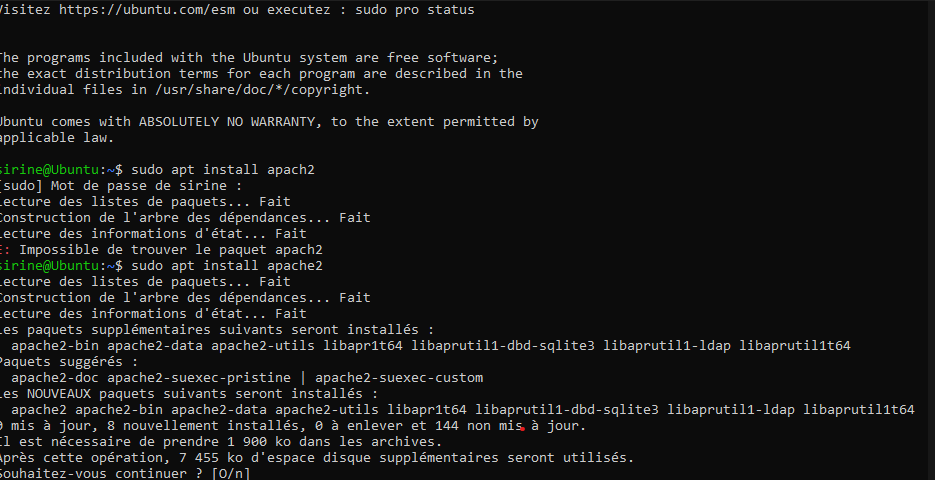 Visitez https://ubuntu.com/esm ou executez : sudo pro status
The programs included with the Ubuntu system are free software;
the exact distribution terms for each program are described in the
individual files in /usr/share/doc/*/copyright.
Ubuntu comes with ABSOLUTELY NO WARRANTY, to the extent permitted by
applicable law.
sirine@Ubuntu:~$ sudo apt install apach2
[sudo] Mot de passe de sirine :
Lecture des listes de paquets... Fait
Construction de l'arbre des dépendances... Fait
Lecture des informations d'état... Fait
E: Impossible de trouver le paquet apach2
sirine@Ubuntu:~$ sudo apt install apache2
Lecture des listes de paquets... Fait
Construction de l'arbre des dépendances... Fait
Lecture des informations d'état... Fait
Les paquets supplémentaires suivants seront installés :
apache2-bin apache2-data apache2-utils libapr1t64 libaprutil1-dbd-sqlite3 libaprutil1-ldap libaprutil1t64
Paquets suggérés :
apache2-doc apache2-suexec-pristine | apache2-suexec-custom
Les NOUVEAUX paquets suivants seront installés :
apache2 apache2-bin apache2-data apache2-utils libapr1t64 libaprutil1-dbd-sqlite3 libaprutil1-ldap libaprutil1t64
0 mis à jour, 8 nouvellement installés, 0 à enlever et 144 non mis à jour.
Il est nécessaire de prendre 1 900 ko dans les archives.
Après cette opération, 7 455 ko d'espace disque supplémentaires seront utilisés.
Souhaitez-vous continuer ? [O/n]